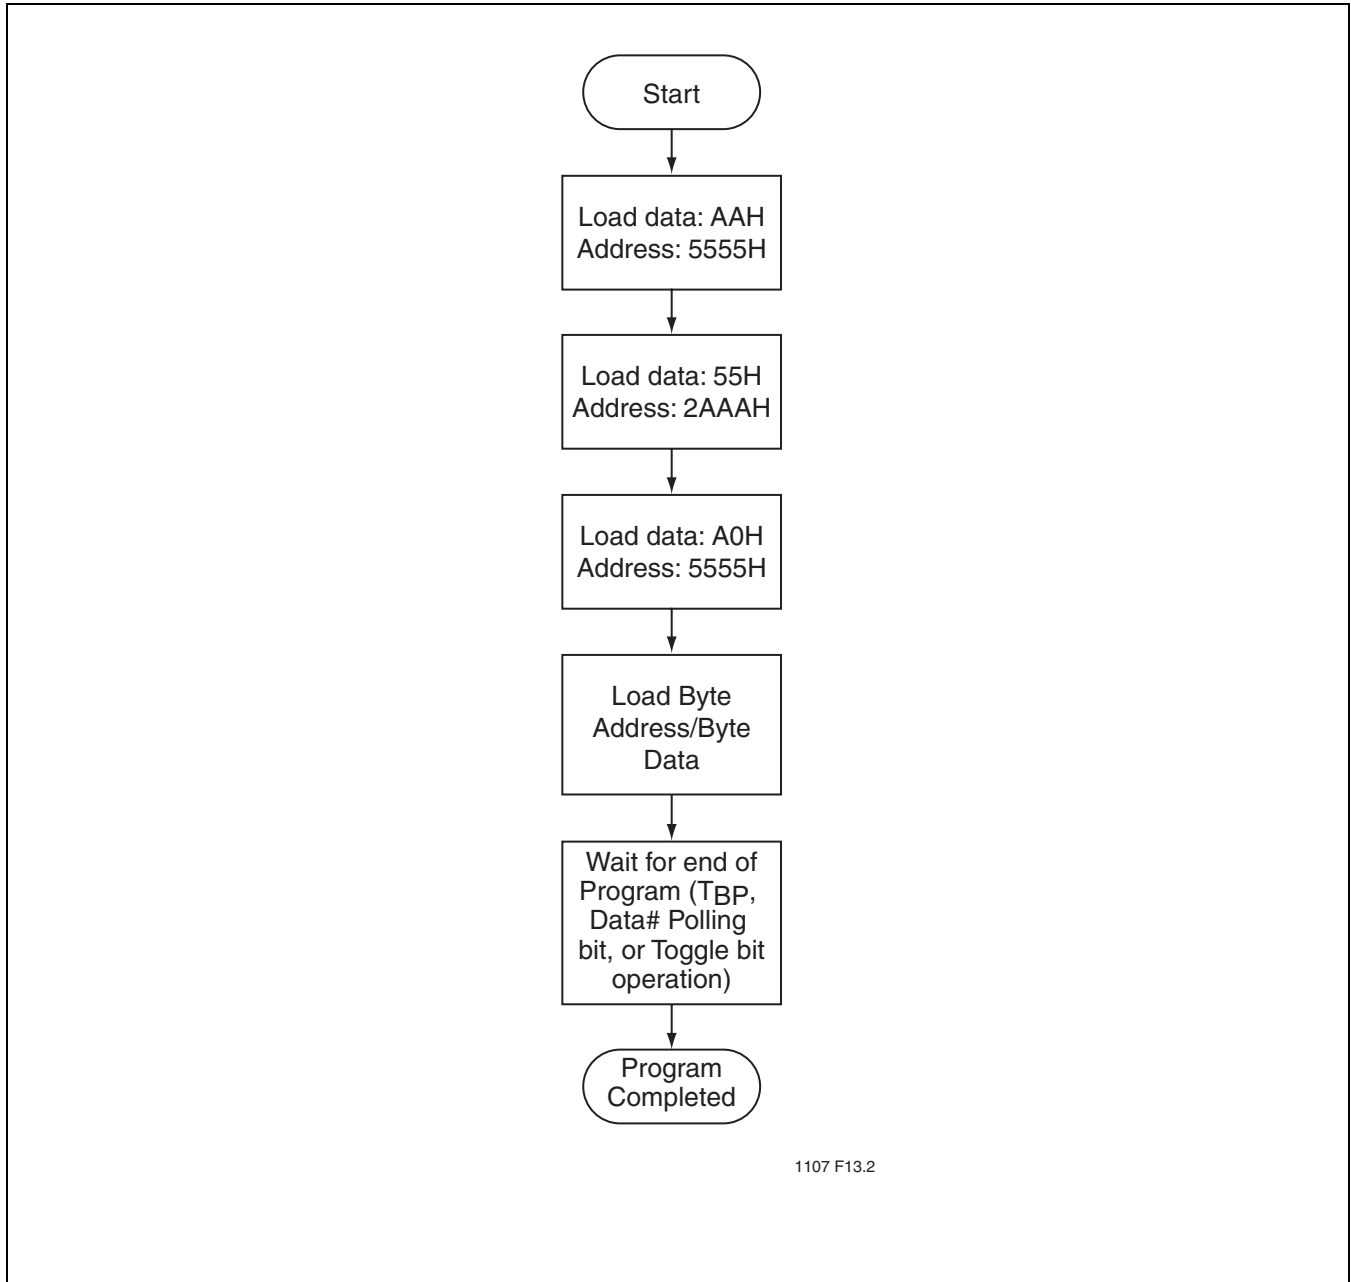 Start
Load data: AAH
Address: 5555H
Load data: 55H
Address: 2AAAH
Load data: A0H
Address: 5555H
Load Byte
Address/Byte
Data
Wait for end of
Program (TBP,
Data# Polling
bit, or Toggle bit
operation)
Program
Completed
1107 F13.2